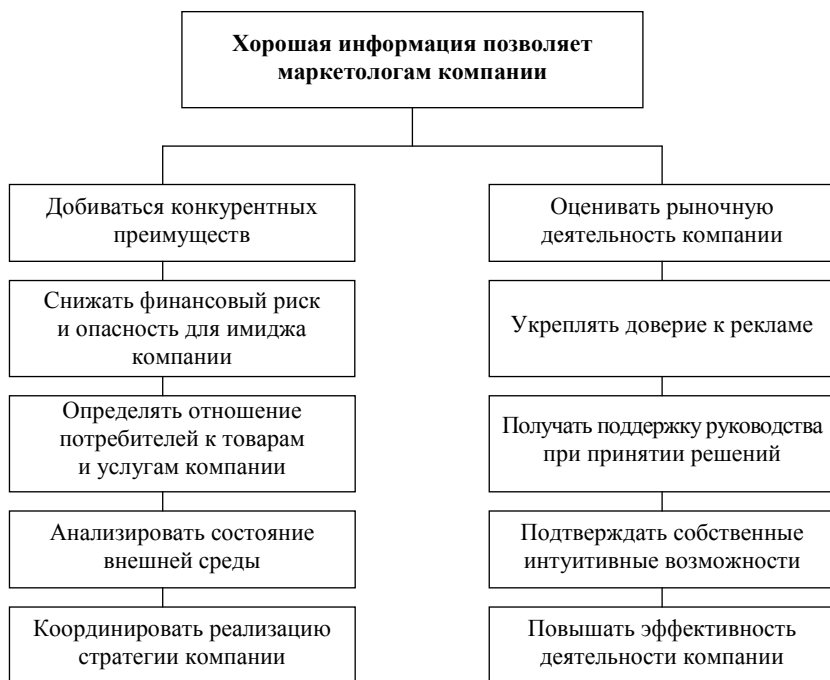 Хорошая информация позволяет
маркетологам компании
Добиваться конкурентных
преимуществ
Снижать финансовый риск
и опасность для имиджа
компании
Определять отношение
потребителей к товарам
и услугам компании
Анализировать состояние
внешней среды
Координировать реализацию
стратегии компании
Оценивать рыночную
деятельность компании
Укреплять доверие к рекламе
Получать поддержку руководства
при принятии решений
Подтверждать собственные
интуитивные возможности
Повышать эффективность
деятельности компании